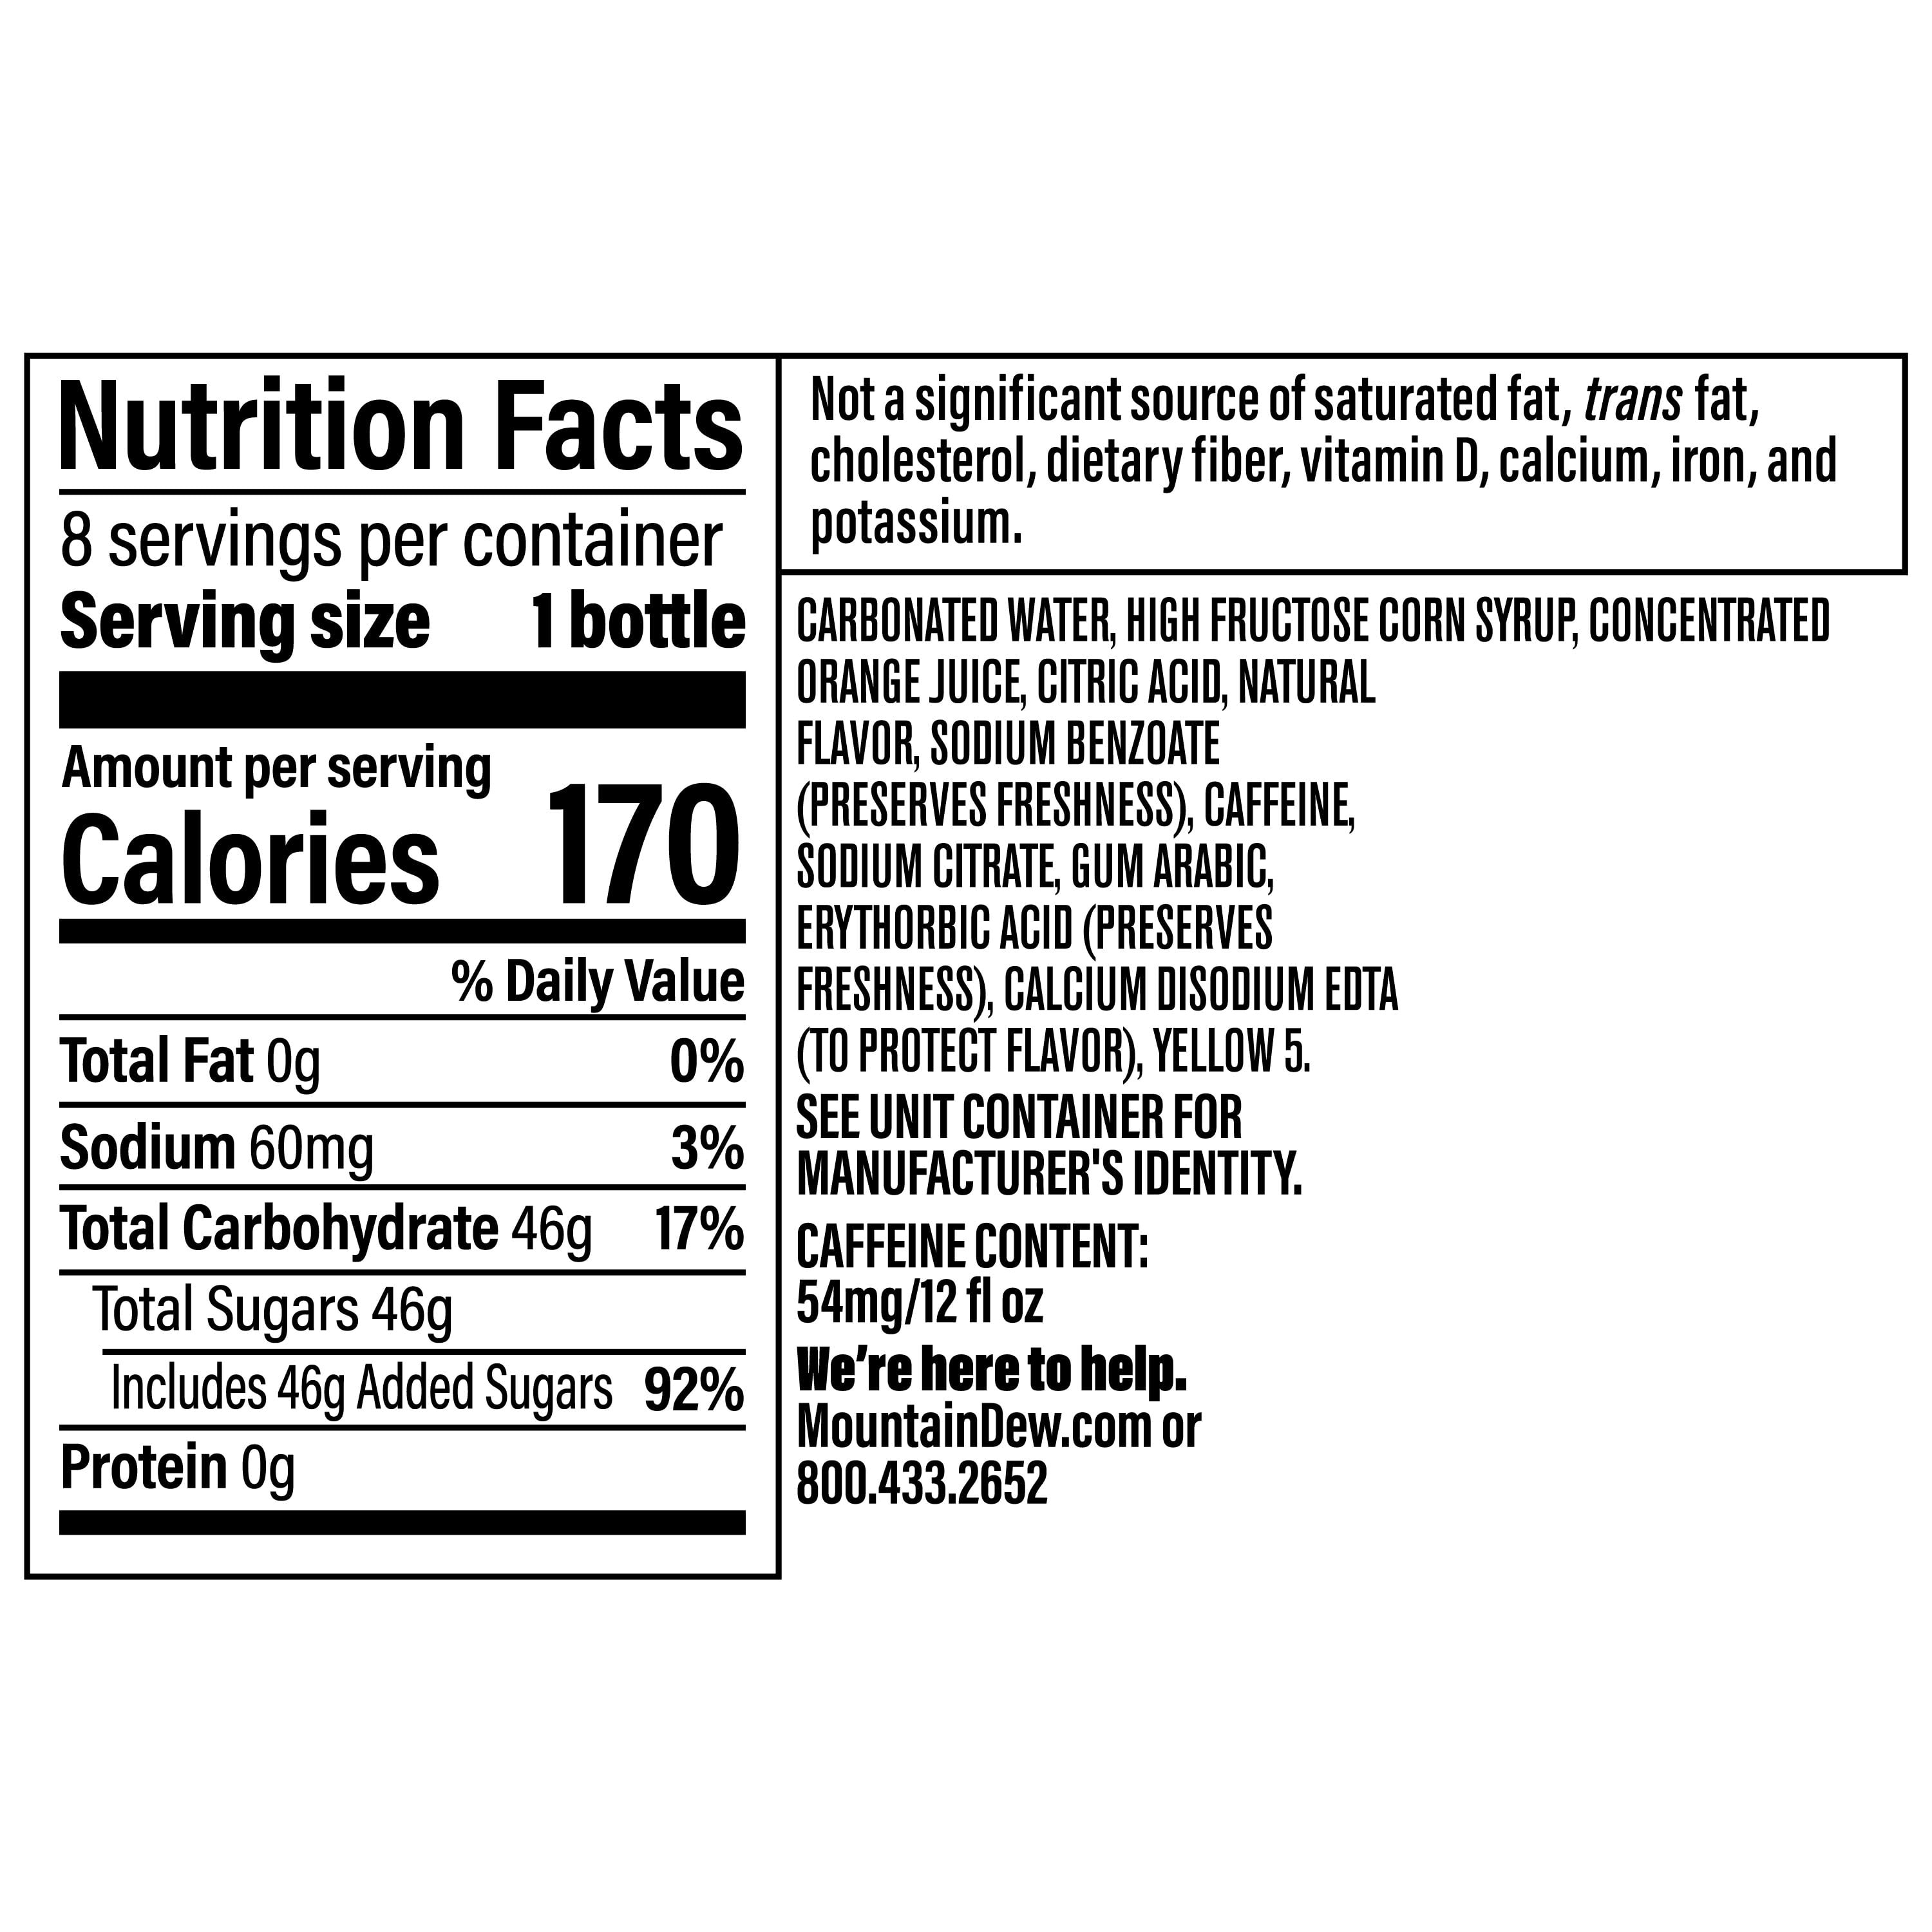 Nutrition Facts
8 servings per container
Serving size 1 bottle
Amount per serving
Calories 170
% Daily Value
Total Fat 0g 0%
Sodium 60mg 3%
Total Carbohydrate 46g 17%
Total Sugars 46g
Includes 46g Added Sugars 92%
Protein 0g
Not a significant source of saturated fat, trans fat,
cholesterol, dietary fiber, vitamin D, calcium, iron, and
potassium.
CARBONATED WATER, HIGH FRUCTOSE CORN SYRUP, CONCENTRATED
ORANGE JUICE, CITRIC ACID, NATURAL
FLAVOR, SODIUM BENZOATE
(PRESERVES FRESHNESS), CAFFEINE,
SODIUM CITRATE, GUM ARABIC,
ERYTHORBIC ACID (PRESERVES
FRESHNESS), CALCIUM DISODIUM EDTA
(TO PROTECT FLAVOR), YELLOW 5.
SEE UNIT CONTAINER FOR
MANUFACTURER'S IDENTITY.
CAFFEINE CONTENT:
54mg/12 fl oz
We're here to help.
MountainDew.com or
800.433.2652